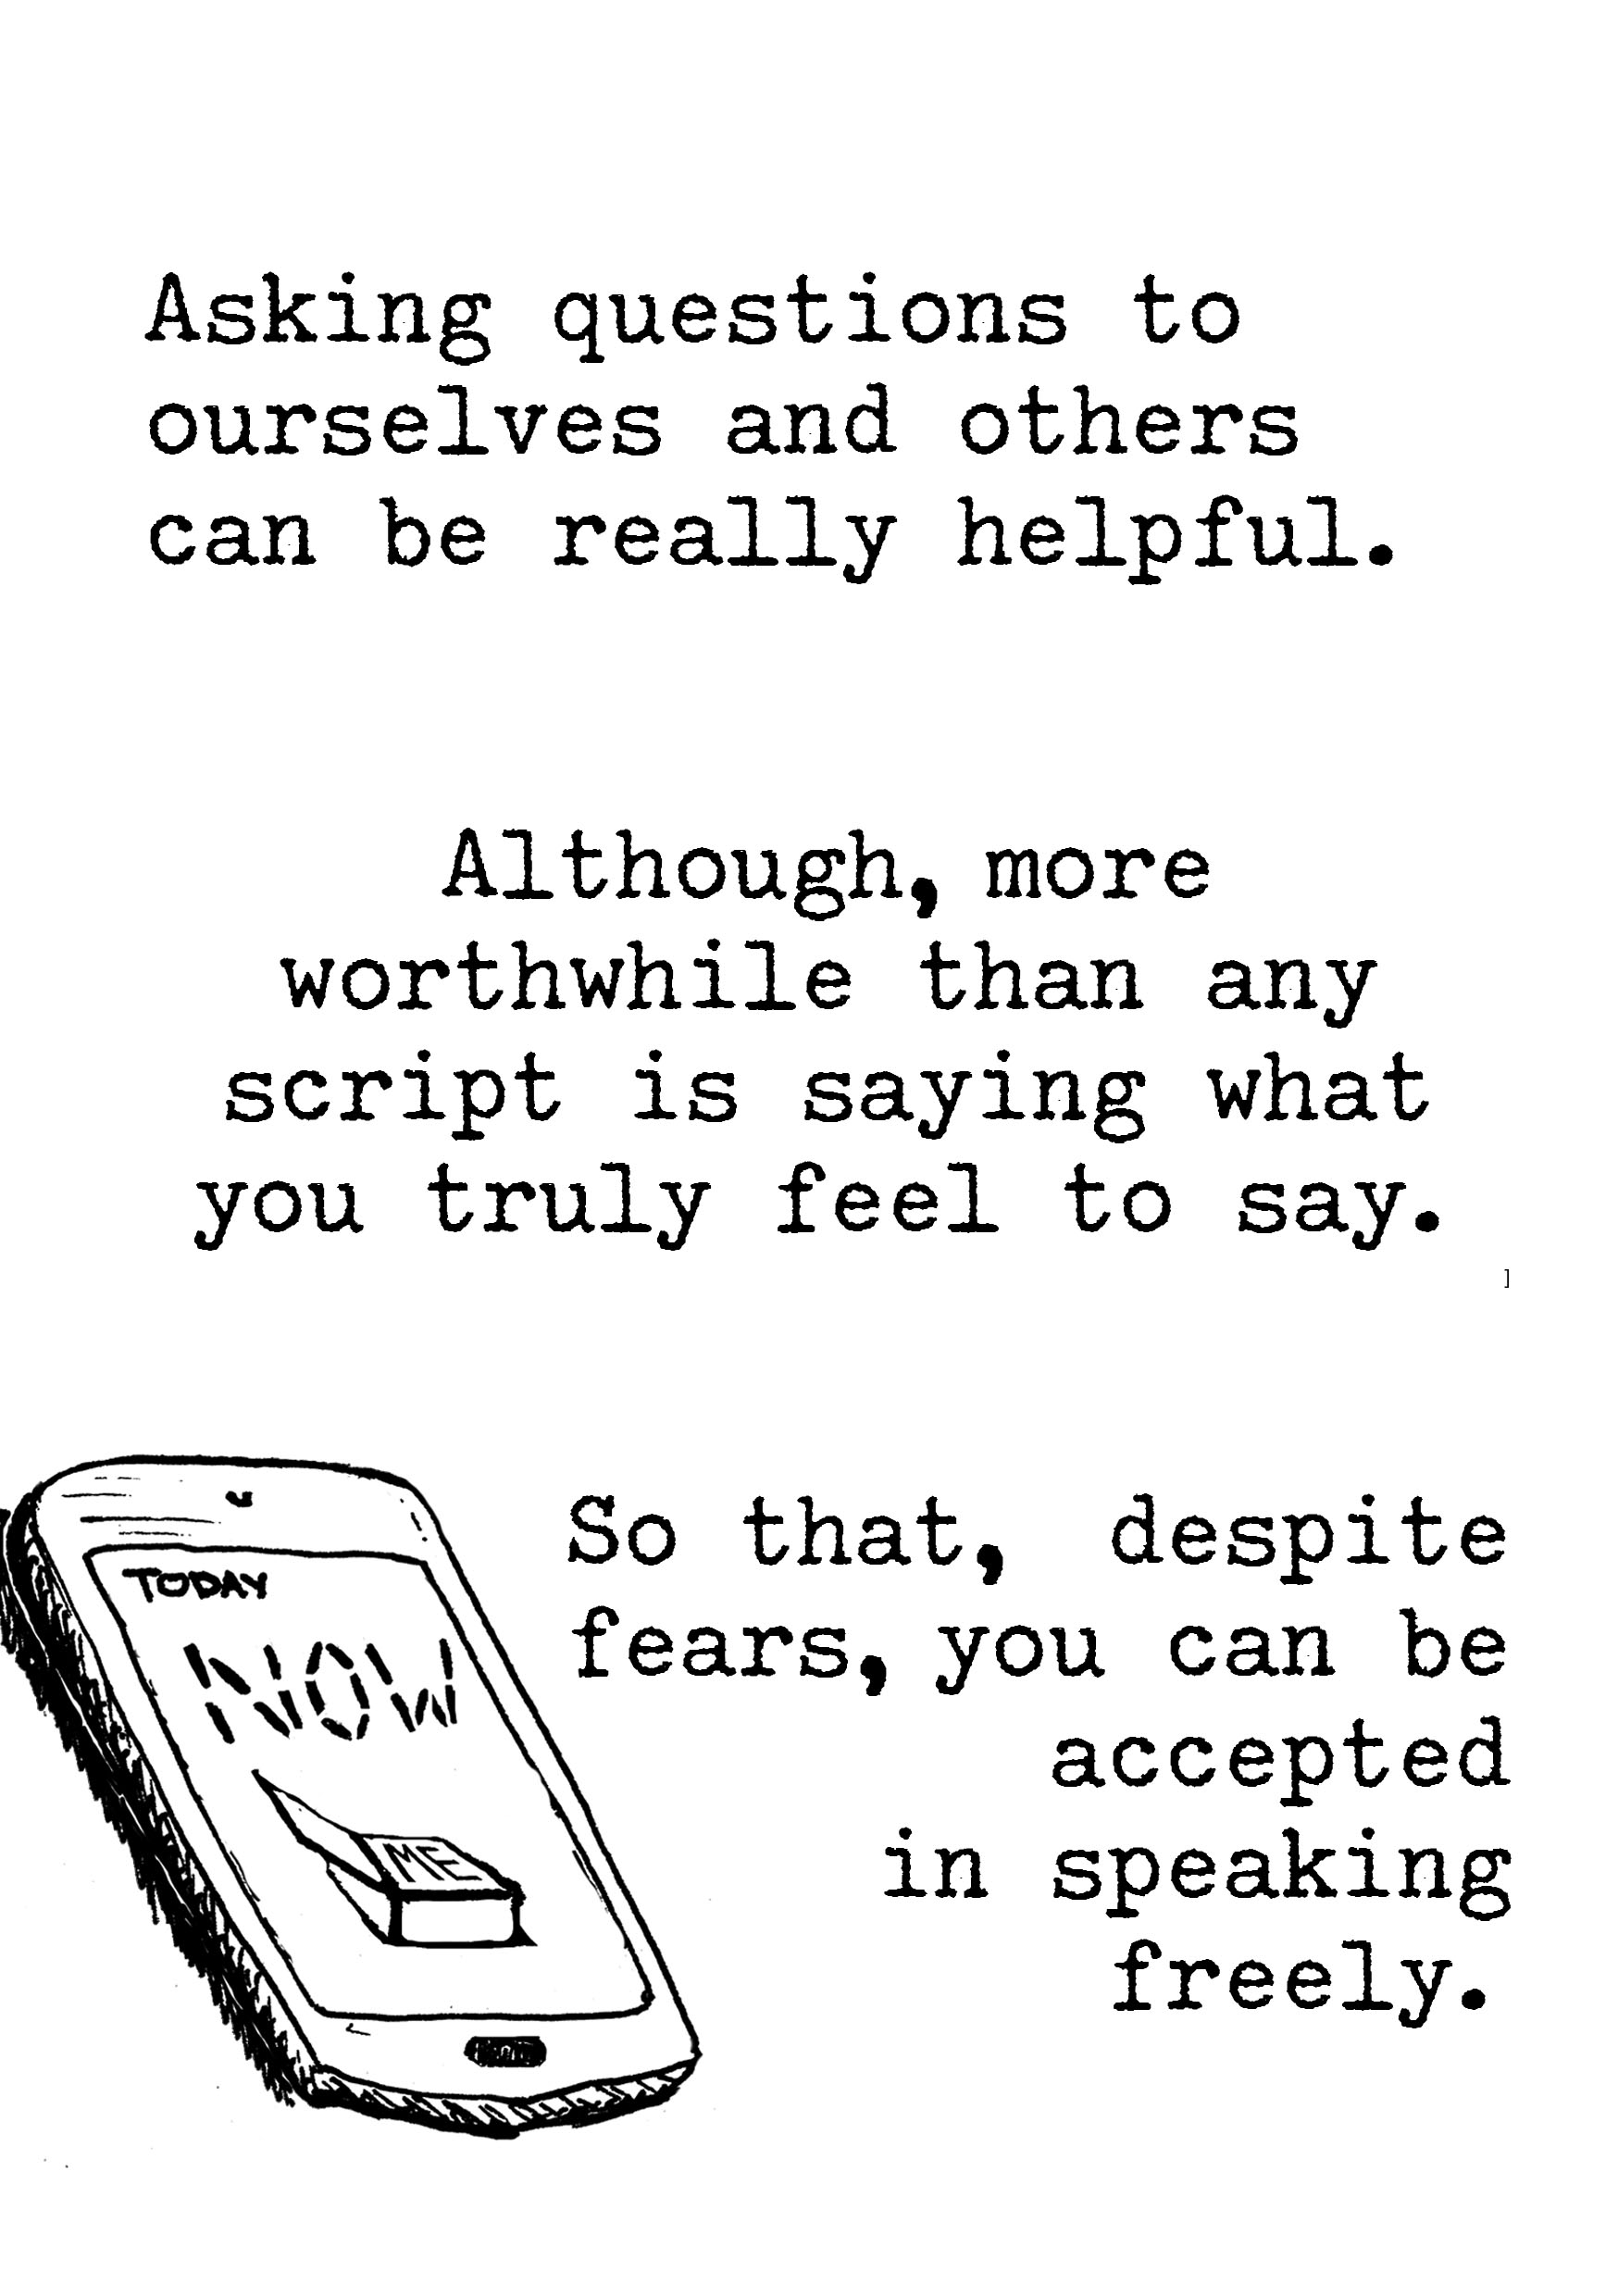 Asking questions to
ourselves and others
can be really helpful.
Although, more
worthwhile than any
script is saying what
you truly feel to say.
]
So that, despite
fears, you can be
accepted
in speaking
freely.
TODAY
NOW
ME